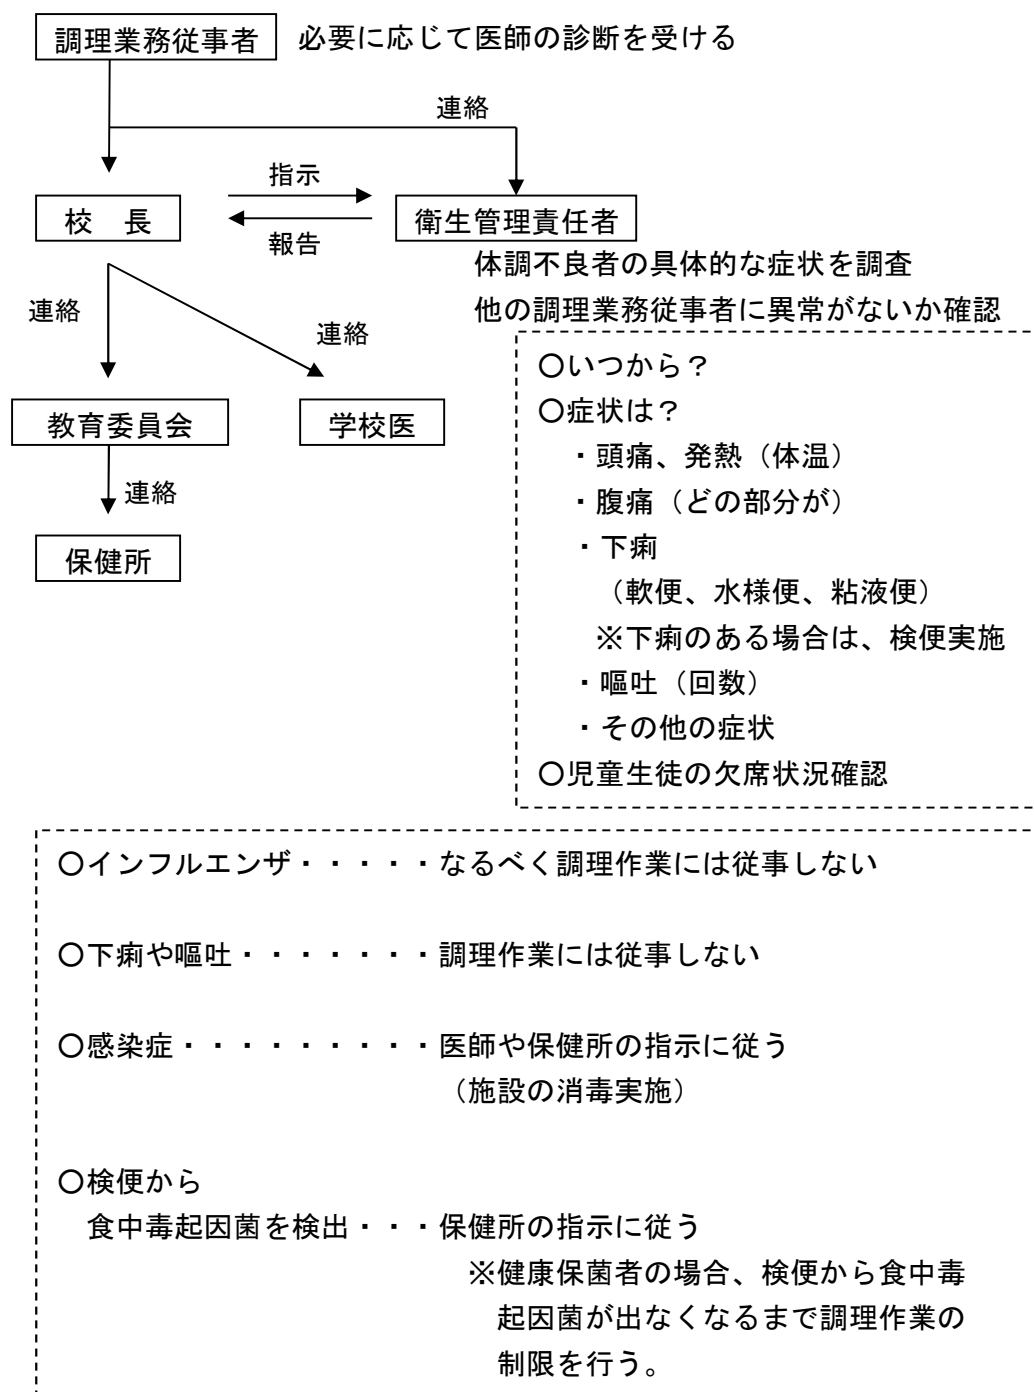 調理業務従事者 必要に応じて医師の診断を受ける
連絡
指示
校 長 衛生管理責任者
報告
体調不良者の具体的な症状を調査
他の調理業務従事者に異常がないか確認
連絡
連絡
教育委員会 学校医
連絡
保健所
〇いつから？
〇症状は？
・頭痛、発熱（体温）
・腹痛（どの部分が）
・下痢
（軟便、水様便、粘液便）
※下痢のある場合は、検便実施
・嘔吐（回数）
・その他の症状
〇児童生徒の欠席状況確認
〇インフルエンザ・・・・・なるべく調理作業には従事しない
〇下痢や嘔吐・・・・・・・調理作業には従事しない
〇感染症・・・・・・・・・医師や保健所の指示に従う
（施設の消毒実施）
〇検便から
食中毒起因菌を検出・・・保健所の指示に従う
※健康保菌者の場合、検便から食中毒
起因菌が出なくなるまで調理作業の
制限を行う。